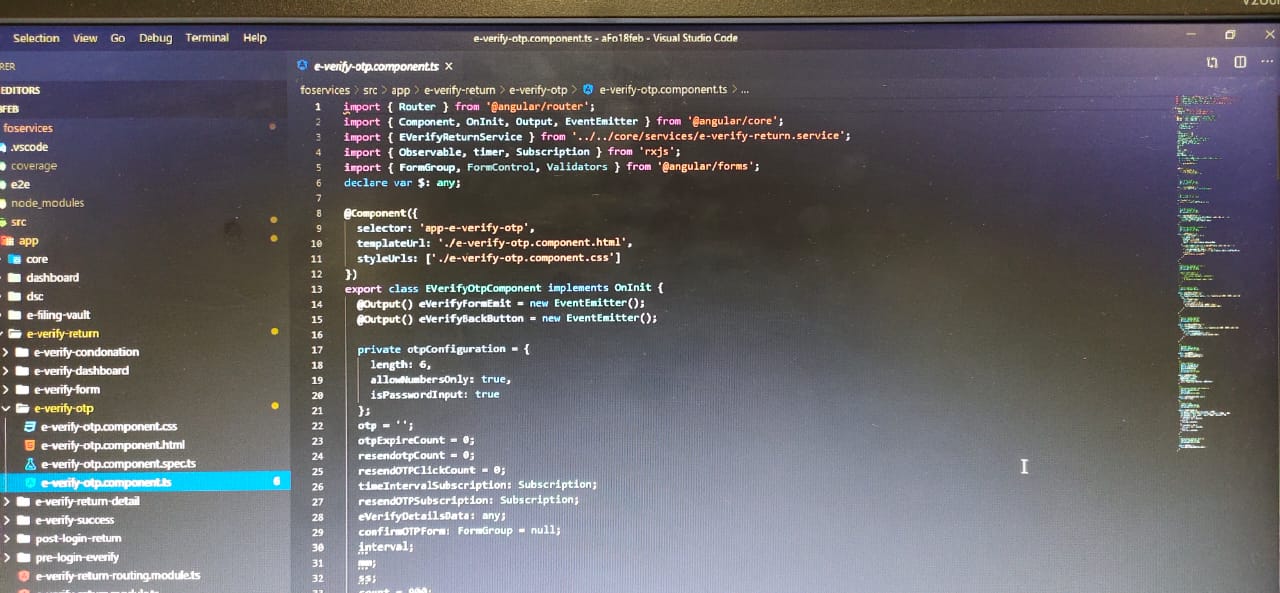 Selection View Go Debug Terminal Help
e-verify-otp.component.ts - aFo18feb - Visual Studio Code
RER
EDITORS
FEB
foservices
.vscode
coverage
e2e
node_modules
src
app
core
dashboard
dsc
e-filing-vault
e-verify-return
e-verify-condonation
e-verify-dashboard
e-verify-form
e-verify-otp
e-verify-otp.component.css
e-verify-otp.component.html
e-verify-otp.component.spec.ts
e-verify-otp.component.ts 6
e-verify-return-detail
e-verify-success
post-login-return
pre-login-everify
e-verify-return-routing.module.ts
e-verify-otp.component.ts ×
foservices > src > app > e-verify-return > e-verify-otp > e-verify-otp.component.ts > ...
1 import { Router } from '@angular/router';
2 import { Component, OnInit, Output, EventEmitter } from '@angular/core';
3 import { EVerifyReturnService } from '../../core/services/e-verify-return.service';
4 import { Observable, timer, Subscription } from 'rxjs';
5 import { FormGroup, FormControl, Validators } from '@angular/forms';
6 declare var $: any;
7
8 @Component({
9 selector: 'app-e-verify-otp',
10 templateUrl: './e-verify-otp.component.html',
11 styleUrls: ['./e-verify-otp.component.css']
12 })
13 export class EVerifyOtpComponent implements OnInit {
14 @Output() eVerifyFormEmit = new EventEmitter();
15 @Output() eVerifyBackButton = new EventEmitter();
16
17 private otpConfiguration = {
18 length: 6,
19 allowNumbersOnly: true,
20 isPasswordInput: true
21 };
22 otp = '';
23 otpExpireCount = 0;
24 resendotpCount = 0;
25 resendOTPClickCount = 0;
26 timeIntervalSubscription: Subscription;
27 resendOTPSubscription: Subscription;
28 eVerifyDetailsData: any;
29 confirmOTPForm: FormGroup = null;
30 interval;
31 mm;
32 ss;